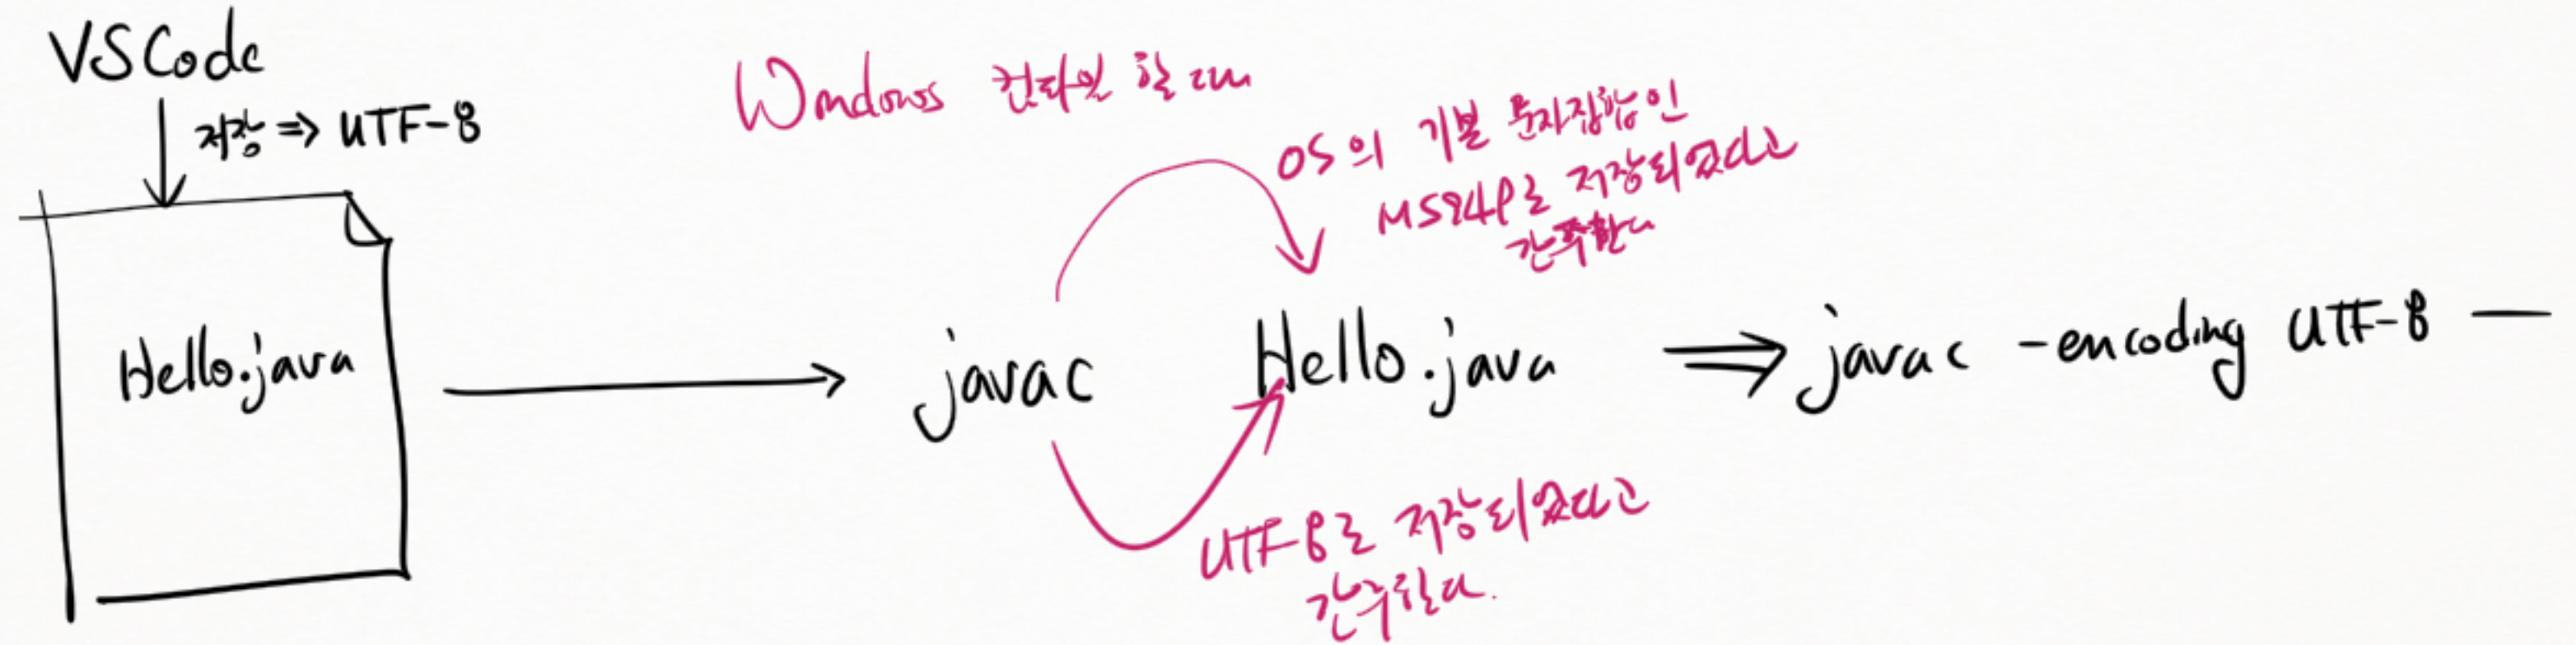 VSCode
저장 ⇒ UTF-8
Hello.java
Windows 컴파일 할 때
OS의 기본 문자집합인
MS949로 저장되었다고
간주한다
javac Hello.java ⇒ javac -encoding UTF-8 —
UTF-8로 저장되었다고
간주한다.